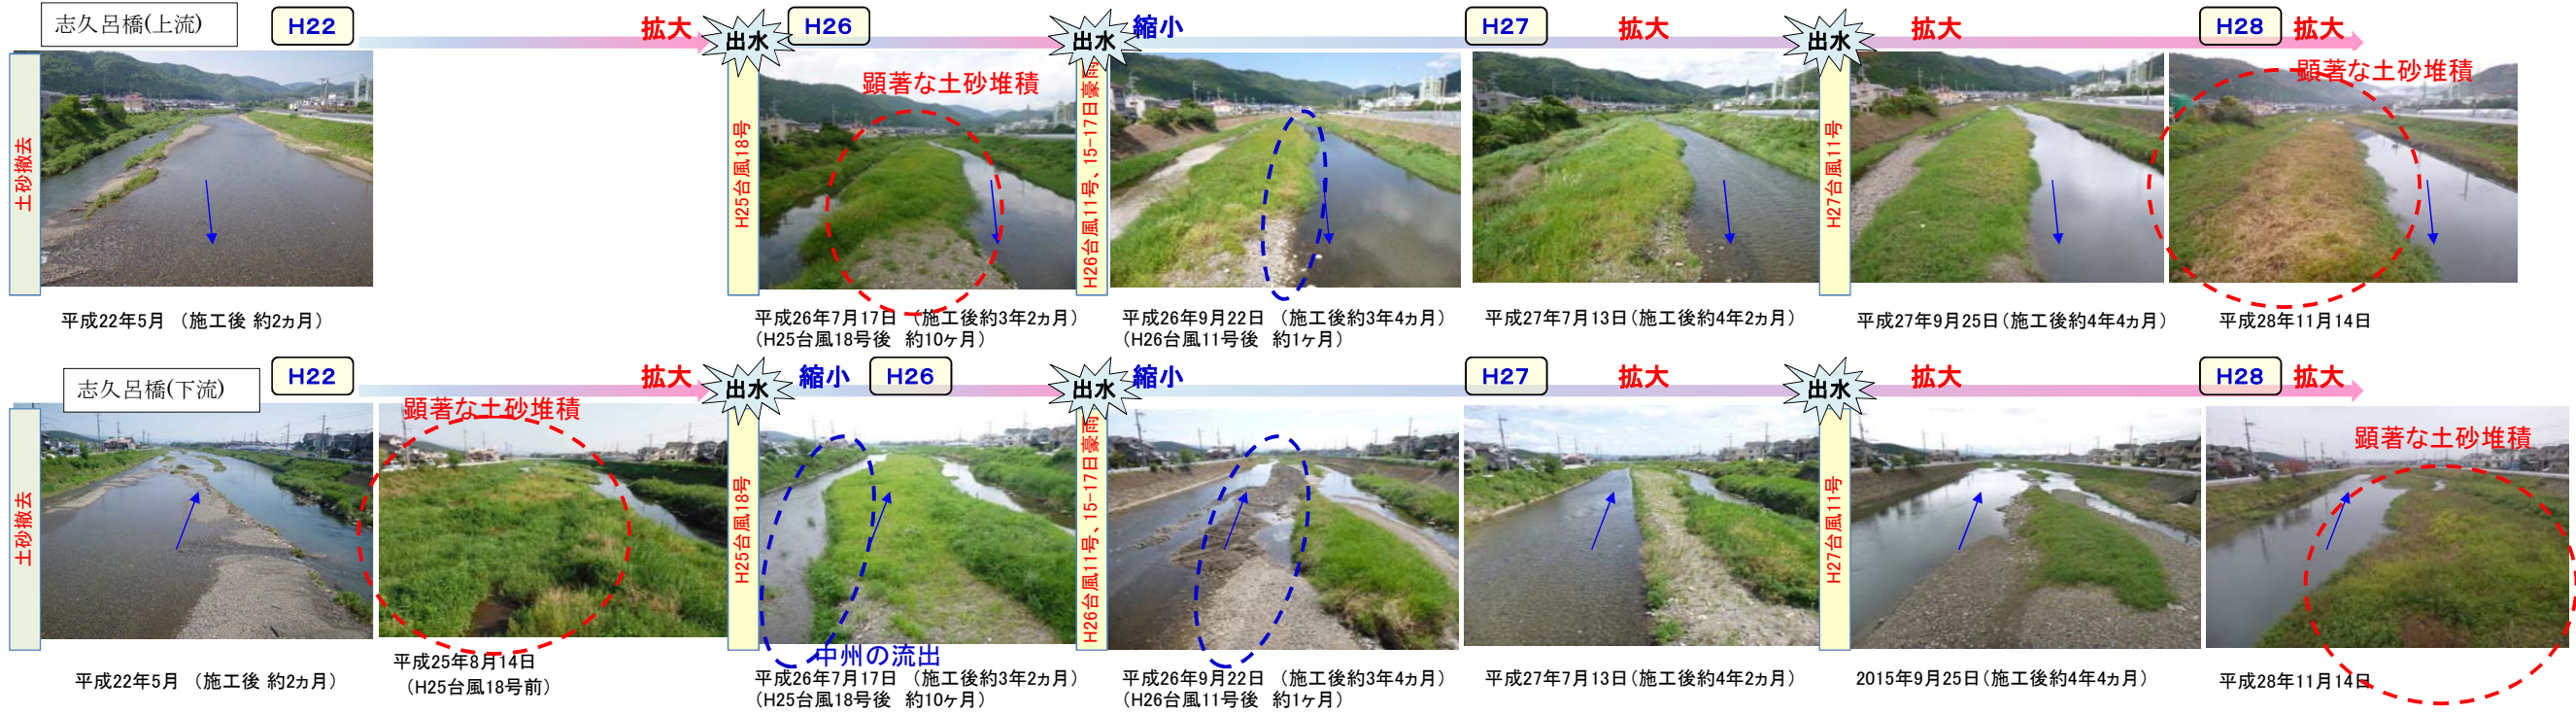 志久呂橋(上流)
H22
拡大
出水
H26
出水
縮小
H27
拡大
出水
拡大
H28
拡大
土砂撤去
H25台風18号
顕著な土砂堆積
H26台風11号、15-17日豪雨
H27台風11号
顕著な土砂堆積
平成22年5月 (施工後 約2ヵ月)
平成26年7月17日 (施工後約3年2ヵ月)
(H25台風18号後 約10ヶ月)
平成26年9月22日 (施工後約3年4ヵ月)
(H26台風11号後 約1ヶ月)
平成27年7月13日(施工後約4年2ヵ月)
平成27年9月25日(施工後約4年4ヵ月)
平成28年11月14日
志久呂橋(下流)
H22
拡大
出水
縮小
H26
出水
縮小
H27
拡大
出水
拡大
H28
拡大
土砂撤去
顕著な土砂堆積
H25台風18号
H26台風11号、15-17日豪雨
H27台風11号
顕著な土砂堆積
中州の流出
平成22年5月 (施工後 約2ヵ月)
平成25年8月14日
(H25台風18号前)
平成26年7月17日 (施工後約3年2ヵ月)
(H25台風18号後 約10ヶ月)
平成26年9月22日 (施工後約3年4ヵ月)
(H26台風11号後 約1ヶ月)
平成27年7月13日(施工後約4年2ヵ月)
2015年9月25日(施工後約4年4ヵ月)
平成28年11月14日